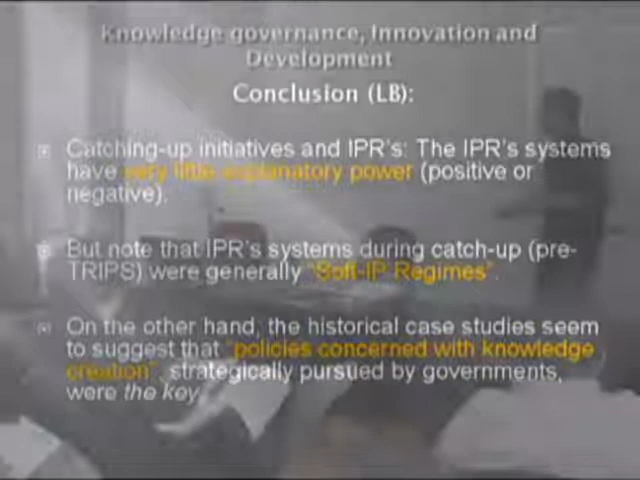 Knowledge governance, Innovation and
Development
Conclusion (LB):
Catching-up initiatives and IPR's: The IPR's systems
have very little explanatory power (positive or
negative).
But note that IPR's systems during catch-up (pre-
TRIPS) were generally "Soft-IP Regimes".
On the other hand, the historical case studies seem
to suggest that "policies concerned with knowledge
creation", strategically pursued by governments,
were the key